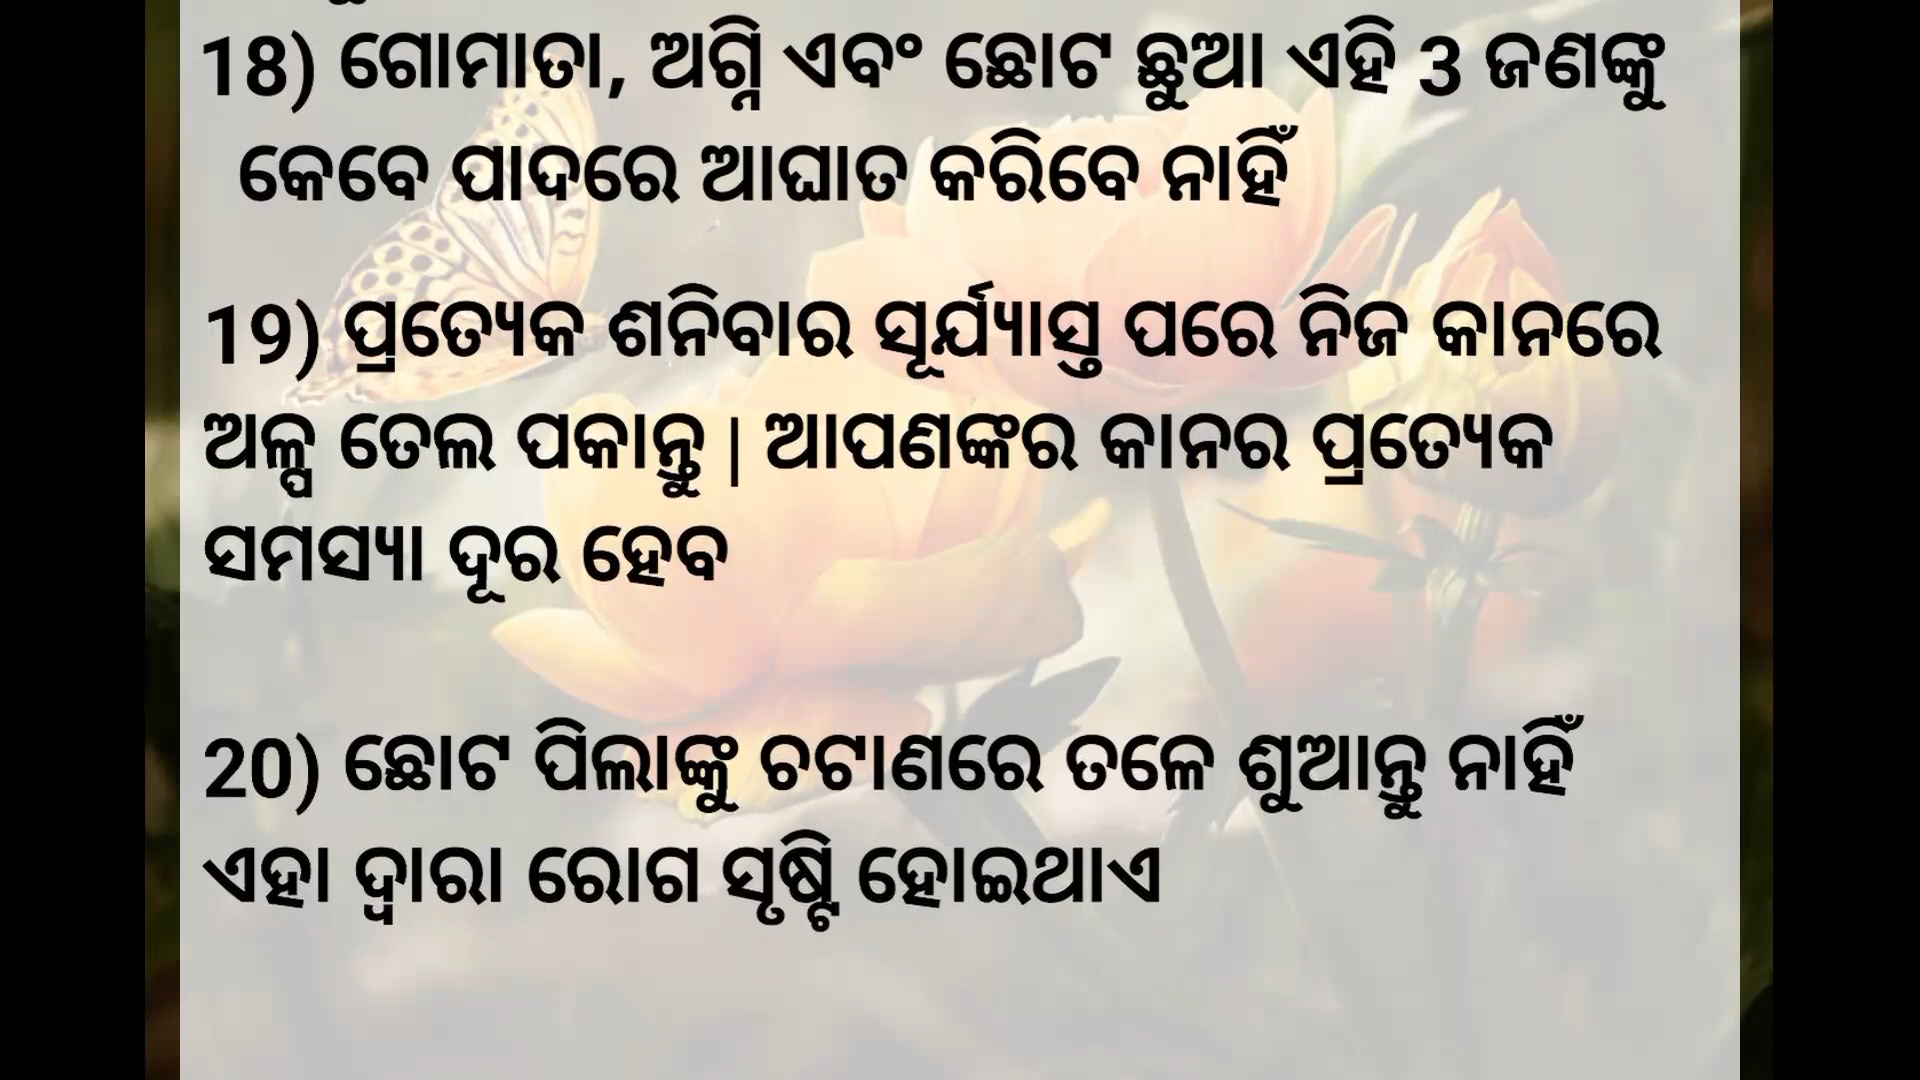 18) ଗୋମାତା, ଅଗ୍ନି ଏବଂ ଛୋଟ ଛୁଆ ଏହି 3 ଜଣଙ୍କୁ
କେବେ ପାଦରେ ଆଘାତ କରିବେ ନାହିଁ
19) ପ୍ରତ୍ୟେକ ଶନିବାର ସୂର୍ଯ୍ୟାସ୍ତ ପରେ ନିଜ କାନରେ
ଅଳ୍ପ ତେଲ ପକାନ୍ତୁ | ଆପଣଙ୍କର କାନର ପ୍ରତ୍ୟେକ
ସମସ୍ୟା ଦୂର ହେବ
20) ଛୋଟ ପିଲାଙ୍କୁ ଚଟାଣରେ ତଳେ ଶୁଆନ୍ତୁ ନାହିଁ
ଏହା ଦ୍ୱାରା ରୋଗ ସୃଷ୍ଟି ହୋଇଥାଏ